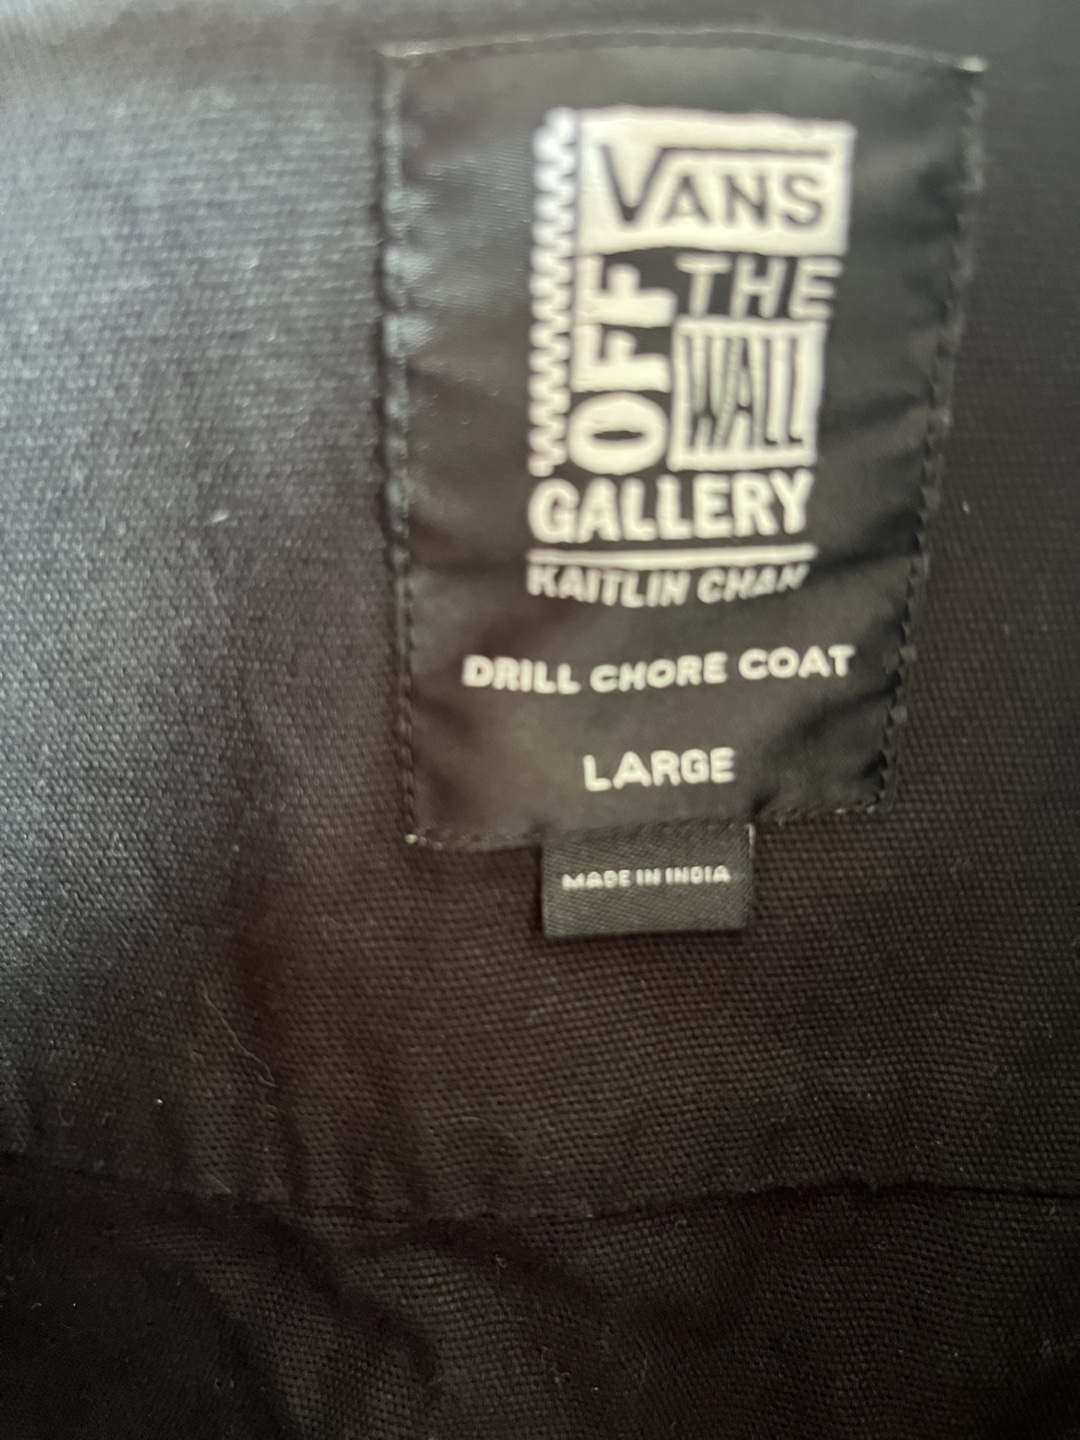 VANS
OFF THE
WALL
GALLERY
KAITLIN CHAN
DRILL CHORE COAT
LARGE
MADE IN INDIA